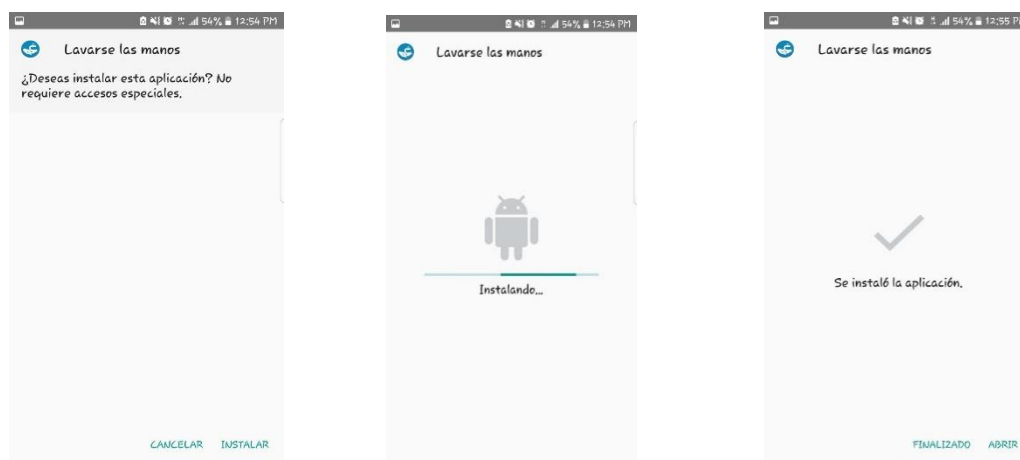 54% 12:54 PM
Lavarse las manos
¿Deseas instalar esta aplicación? No
requiere accesos especiales.
CANCELAR INSTALAR
54% 12:54 PM
Lavarse las manos
Instalando...
54% 12:55 P
Lavarse las manos
Se instaló la aplicación.
FINALIZADO ABRIR